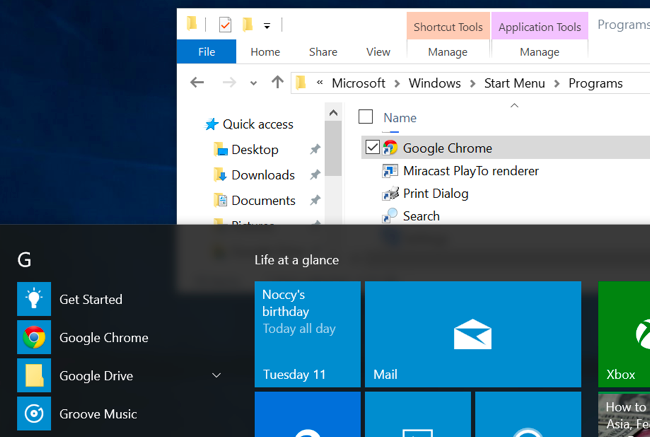 Shortcut Tools
Application Tools
Programs
File
Home
Share
View
Manage
Manage
« Microsoft > Windows > Start Menu > Programs
Quick access
Name
Desktop
Google Chrome
Downloads
Miracast PlayTo renderer
Documents
Print Dialog
Pictures
Search
G
Life at a glance
Get Started
Noccy's
birthday
Today all day
Google Chrome
Google Drive
Tuesday 11
Mail
Xbox
Groove Music
How to
Asia, Fe